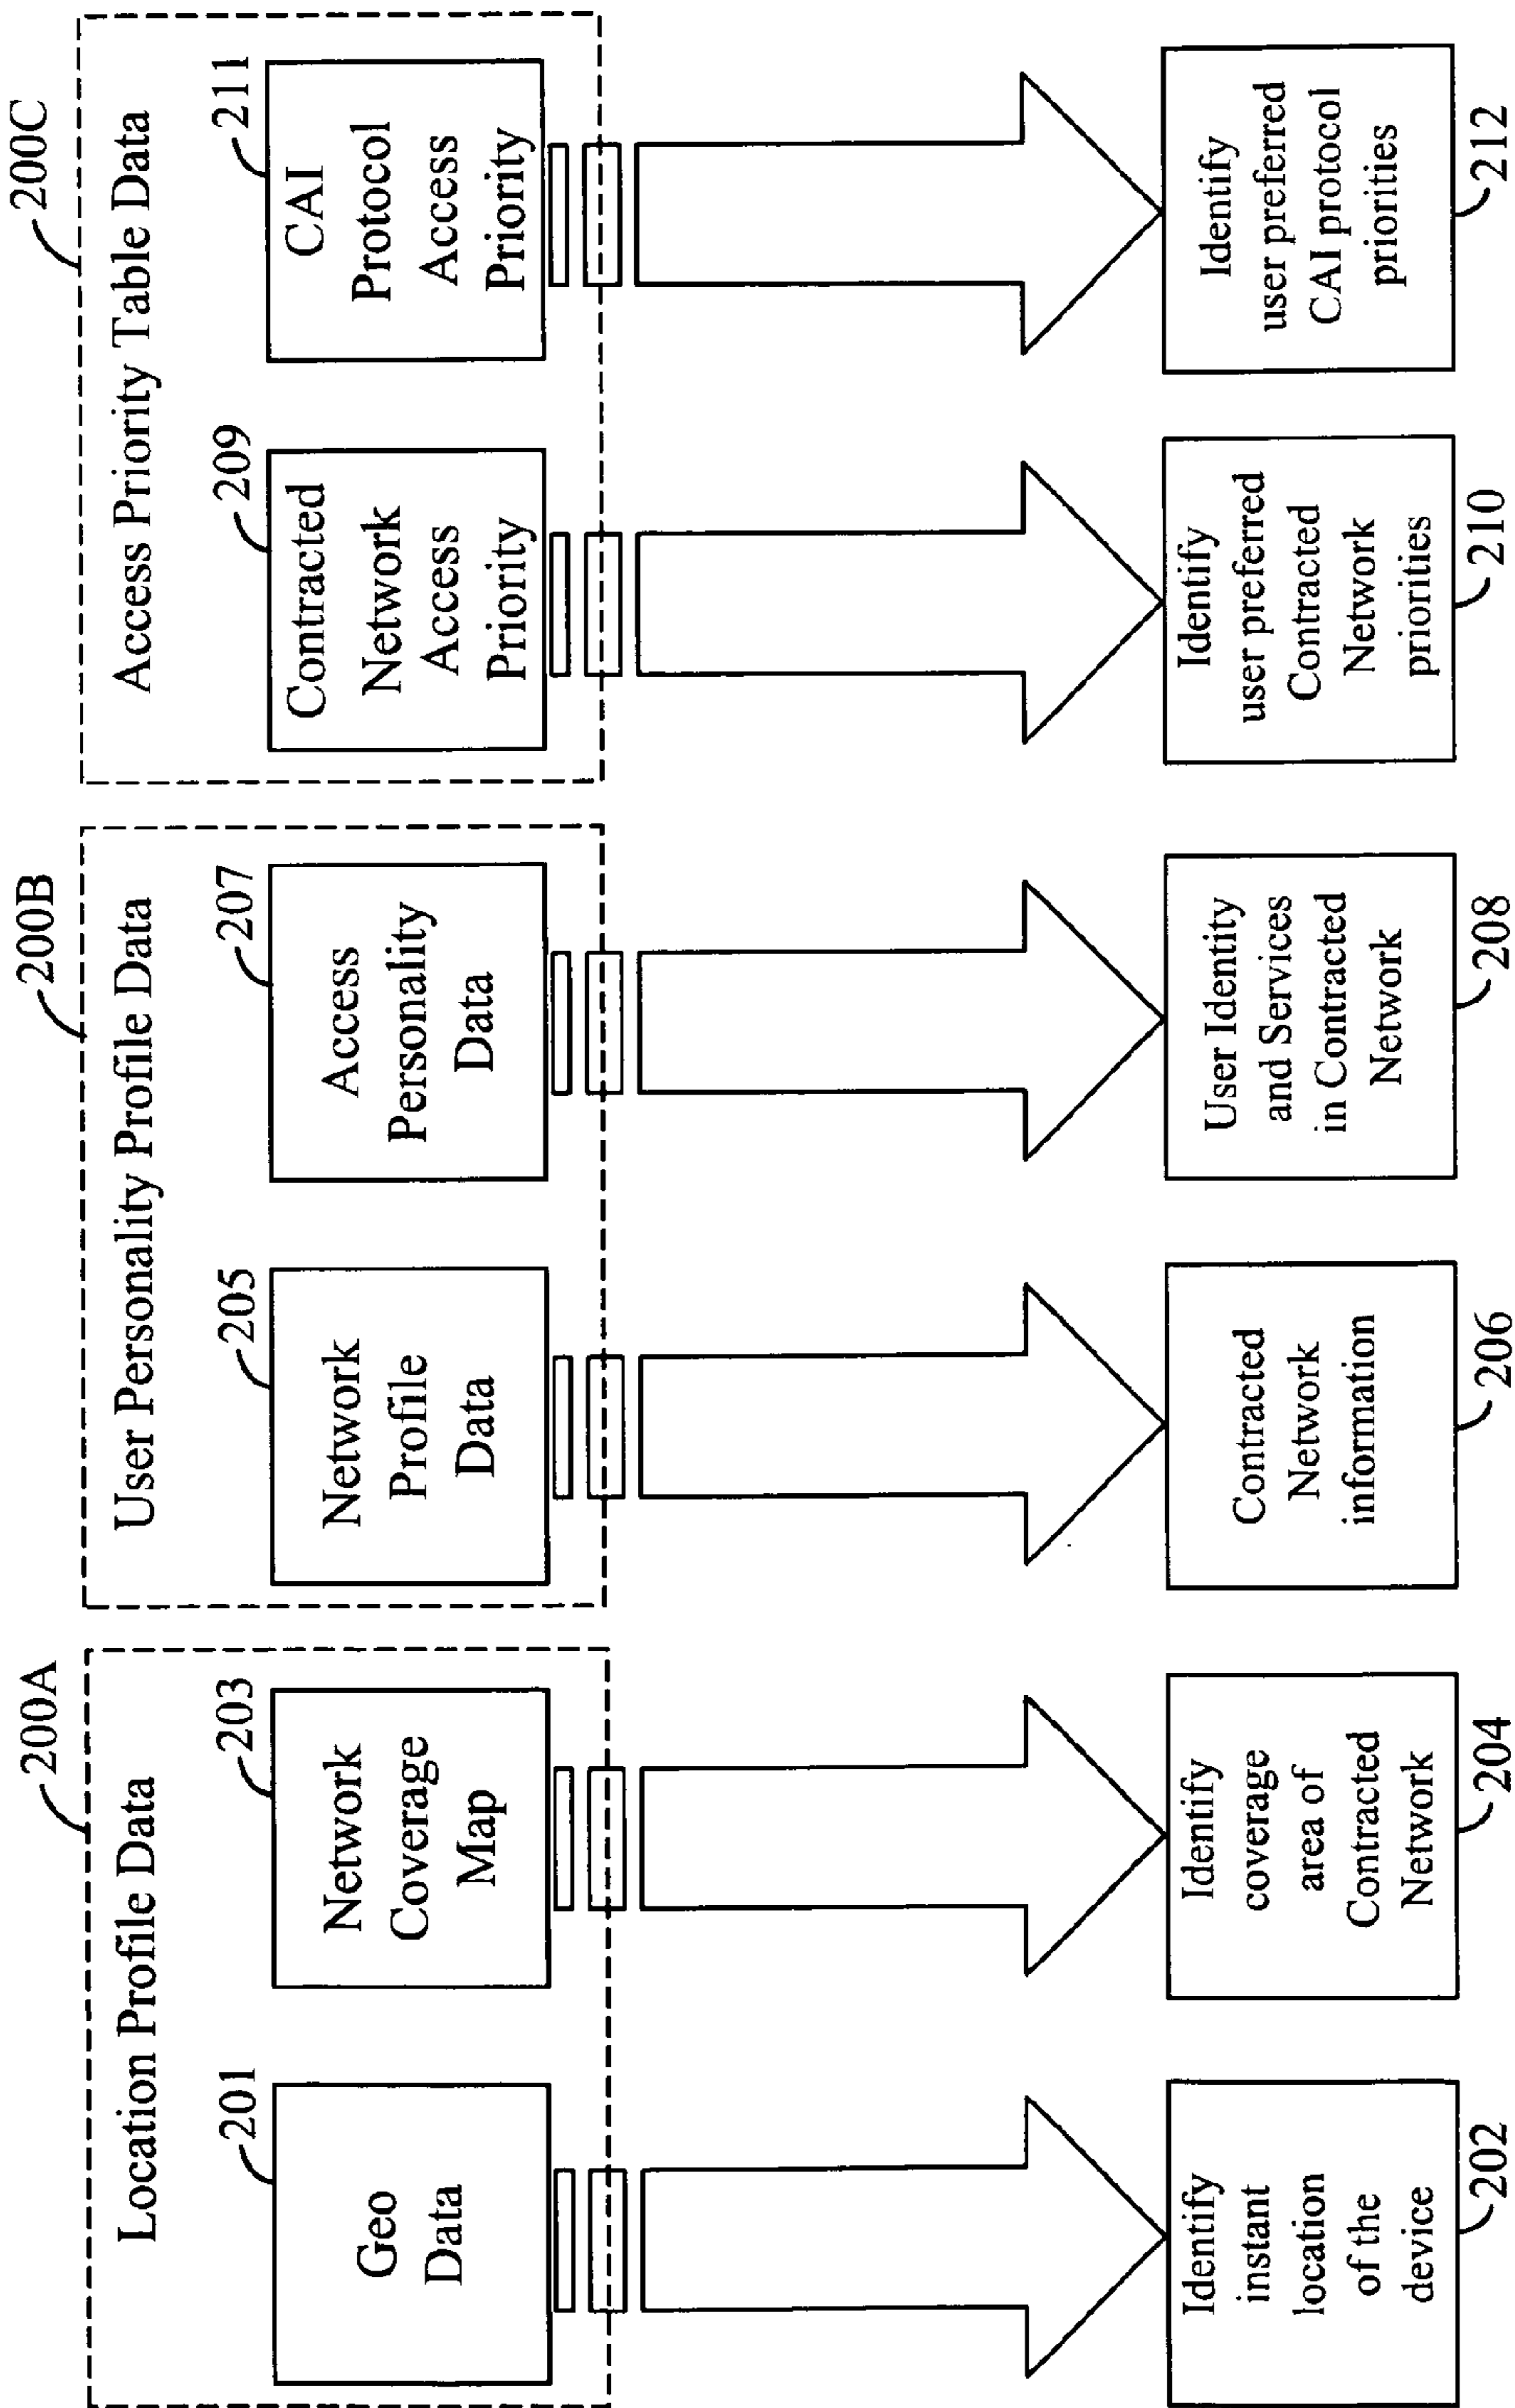 200A
Location Profile Data
201
Geo
Data
203
Network
Coverage
Map
Identify
instant
location
of the
device
202
Identify
coverage
area of
Contracted
Network
204
200B
User Personality Profile Data
205
Network
Profile
Data
207
Access
Personality
Data
Contracted
Network
information
206
User Identity
and Services
in Contracted
Network
208
200C
Access Priority Table Data
209
Contracted
Network
Access
Priority
211
CAI
Protocol
Access
Priority
Identify
user preferred
Contracted
Network
priorities
210
Identify
user preferred
CAI protocol
priorities
212